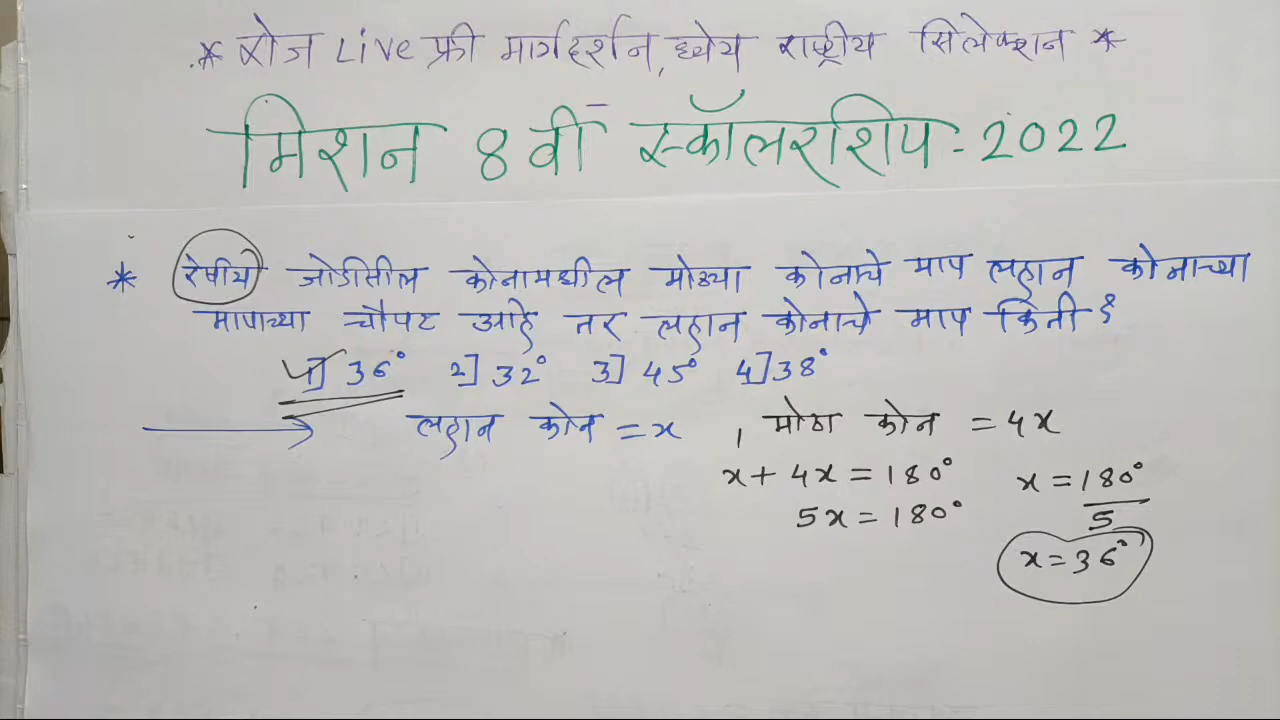 * रोज Live फ्री मार्गदर्शन, ध्येय राष्ट्रीय सिलेक्शन *
मिशन 8 वी स्कॉलरशिप - 2022
* रेषीय जोडीतील कोनामधील मोठ्या कोनाचे माप लहान कोनाच्या
मापाच्या चौपट आहे तर लहान कोनाचे माप किती ?
1] 36° 2] 32° 3] 45° 4] 38°
→ लहान कोन = x , मोठा कोन = 4x
x + 4x = 180° x = 180°
5x = 180° 5
x = 36°